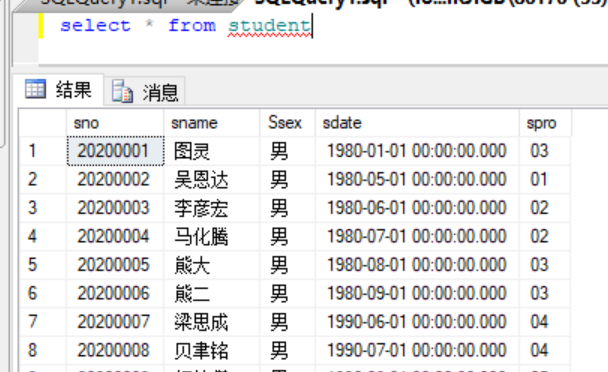 select * from student
结果 消息
sno sname Ssex sdate spro
1 20200001 图灵 男 1980-01-01 00:00:00.000 03
2 20200002 吴恩达 男 1980-05-01 00:00:00.000 01
3 20200003 李彦宏 男 1980-06-01 00:00:00.000 02
4 20200004 马化腾 男 1980-07-01 00:00:00.000 02
5 20200005 熊大 男 1980-08-01 00:00:00.000 03
6 20200006 熊二 男 1980-09-01 00:00:00.000 03
7 20200007 梁思成 男 1990-06-01 00:00:00.000 04
8 20200008 贝聿铭 男 1990-07-01 00:00:00.000 04